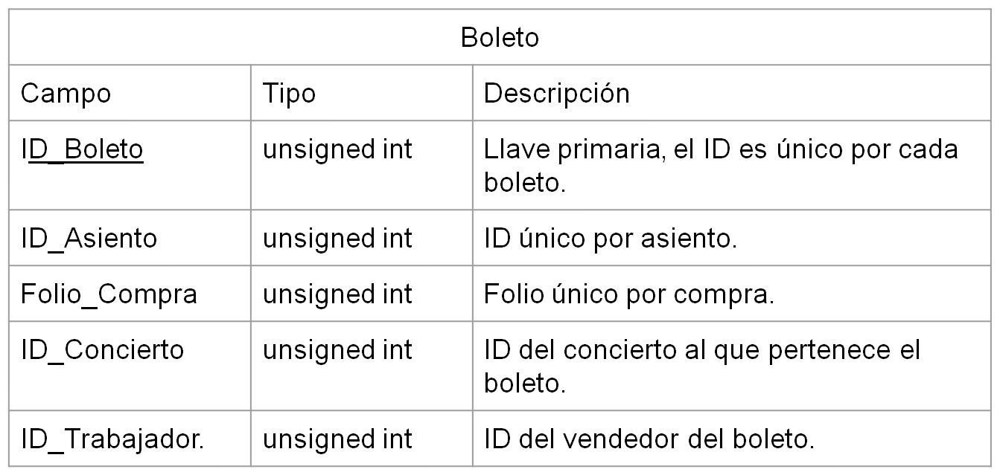 Boleto
Campo Tipo Descripción
ID_Boleto unsigned int Llave primaria, el ID es único por cada
boleto.
ID_Asiento unsigned int ID único por asiento.
Folio_Compra unsigned int Folio único por compra.
ID_Concierto unsigned int ID del concierto al que pertenece el
boleto.
ID_Trabajador. unsigned int ID del vendedor del boleto.